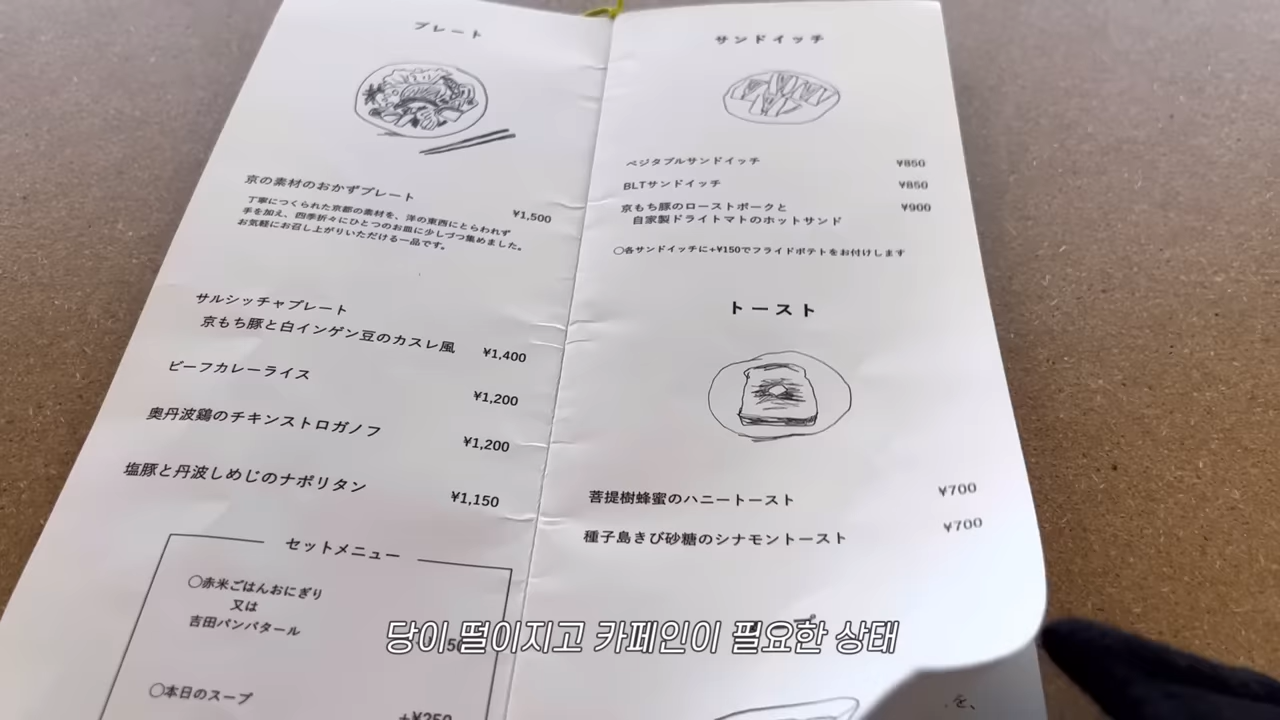 プレート
京の素材のおかずプレート
¥1,500
丁寧につくられた京都の素材を、洋の東西にとらわれず
手を加え、四季折々にひとつのお皿に少しづつ集めました。
お気軽にお召し上がりいただける一品です。
サルシッチャプレート
京もち豚と白インゲン豆のカスレ風 ¥1,400
ビーフカレーライス ¥1,200
奥丹波鶏のチキンストロガノフ ¥1,200
塩豚と丹波しめじのナポリタン ¥1,150
セットメニュー
○赤米ごはんおにぎり
又は
吉田パンバタール
○本日のスープ
サンドイッチ
ベジタブルサンドイッチ ¥850
BLTサンドイッチ ¥850
京もち豚のローストポークと ¥900
自家製ドライトマトのホットサンド
○各サンドイッチに+¥150でフライドポテトをお付けします
トースト
菩提樹蜂蜜のハニートースト ¥700
種子島きび砂糖のシナモントースト ¥700
を、
당이 떨어지고 카페인이 필요한 상태